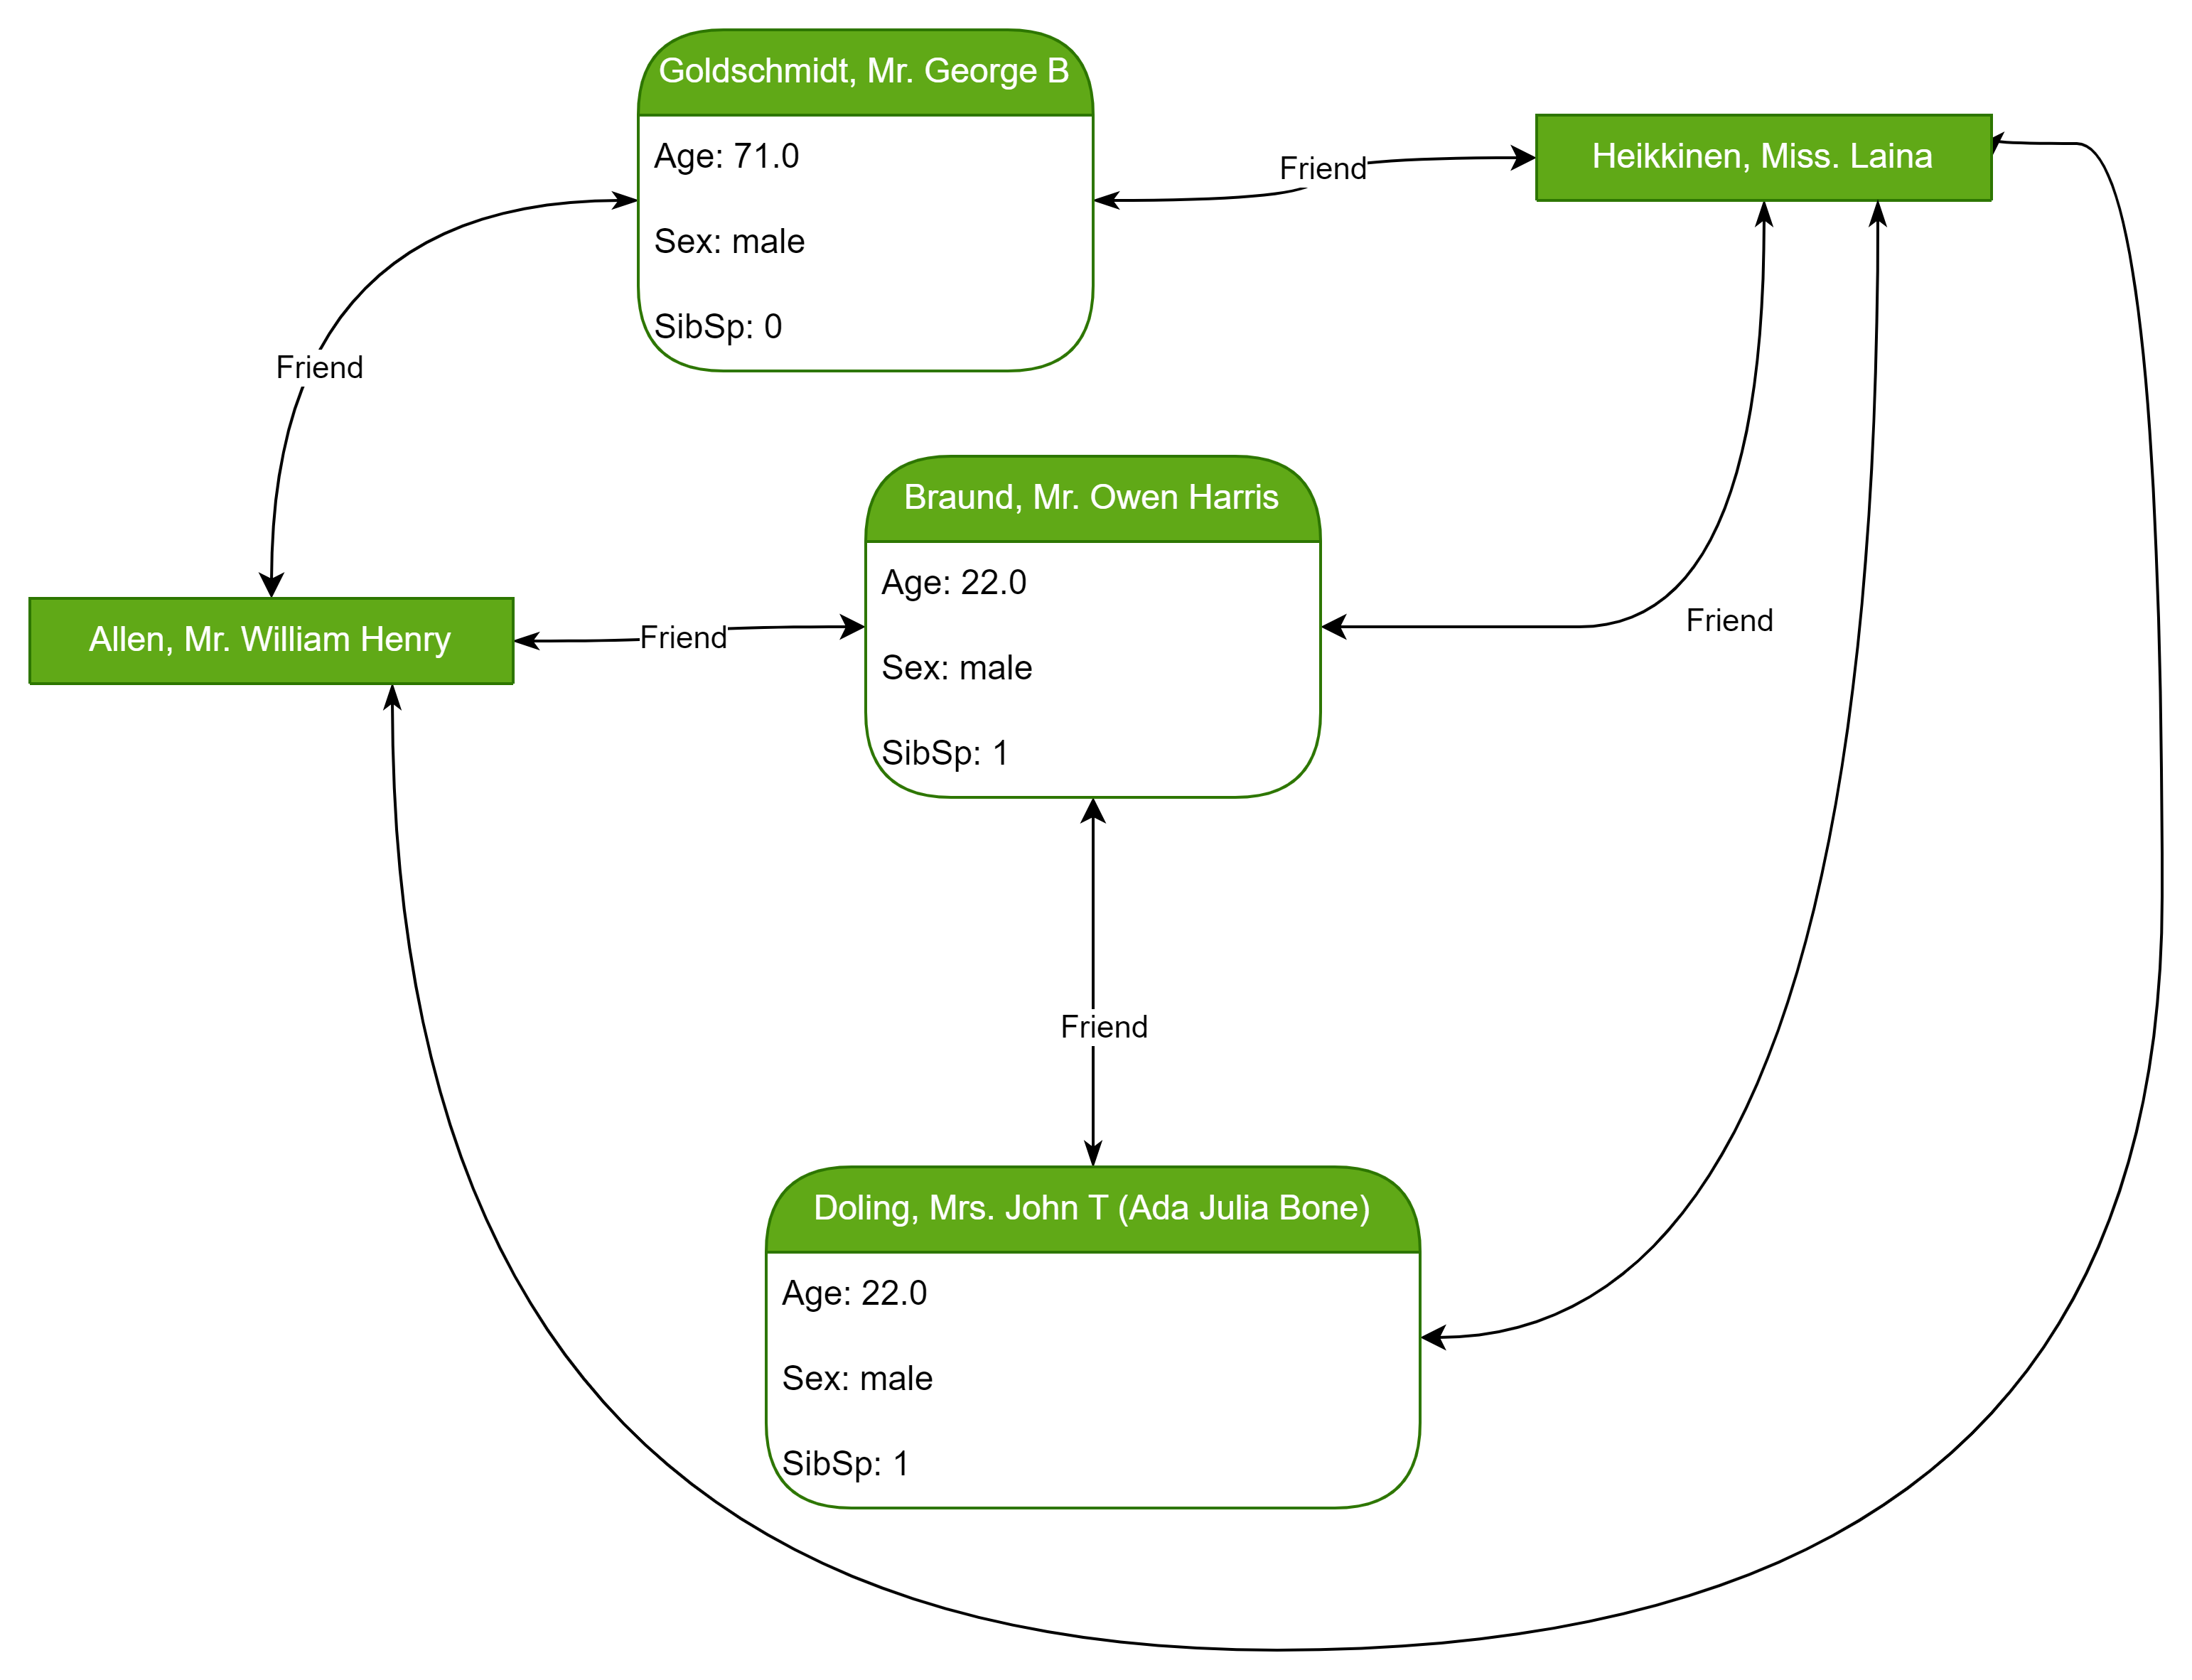 Goldschmidt, Mr. George B
Age: 71.0
Sex: male
SibSp: 0
Heikkinen, Miss. Laina
Friend
Friend
Braund, Mr. Owen Harris
Age: 22.0
Sex: male
SibSp: 1
Allen, Mr. William Henry
Friend
Friend
Friend
Doling, Mrs. John T (Ada Julia Bone)
Age: 22.0
Sex: male
SibSp: 1